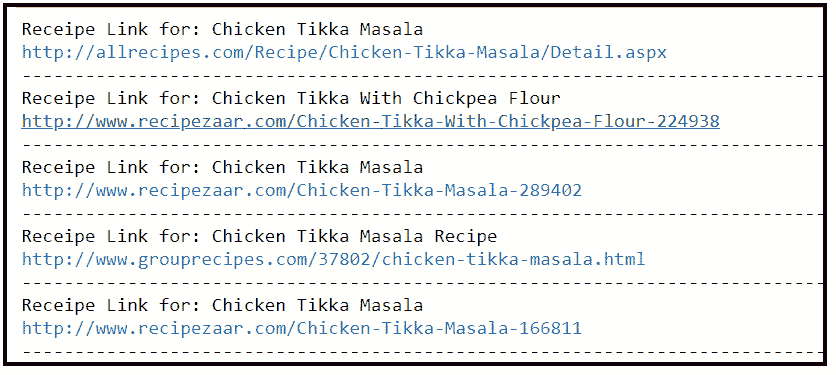 Receipe Link for: Chicken Tikka Masala
http://allrecipes.com/Recipe/Chicken-Tikka-Masala/Detail.aspx
---------------------------------------------------------------------------
Receipe Link for: Chicken Tikka With Chickpea Flour
http://www.recipezaar.com/Chicken-Tikka-With-Chickpea-Flour-224938
---------------------------------------------------------------------------
Receipe Link for: Chicken Tikka Masala
http://www.recipezaar.com/Chicken-Tikka-Masala-289402
---------------------------------------------------------------------------
Receipe Link for: Chicken Tikka Masala Recipe
http://www.grouprecipes.com/37802/chicken-tikka-masala.html
---------------------------------------------------------------------------
Receipe Link for: Chicken Tikka Masala
http://www.recipezaar.com/Chicken-Tikka-Masala-166811
---------------------------------------------------------------------------